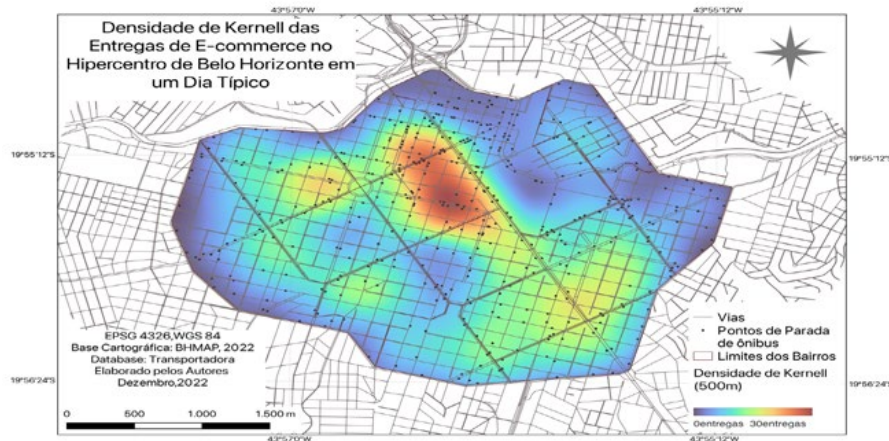 43°57'0"W
43°55'12"W
Densidade de Kernell das
Entregas de E-commerce no
Hipercentro de Belo Horizonte em
um Dia Típico
19°55'12"S
19°55'12"S
EPSG 4326,WGS 84
Base Cartográfica: BHMAP, 2022
Database: Transportadora
Elaborado pelos Autores
Dezembro,2022
Vias
Pontos de Parada
de ônibus
Limites dos Bairros
Densidade de Kernell
(500m)
0entregas 30entregas
19°56'24"S
19°56'24"S
0 500 1.000 1.500 m
43°57'0"W
43°55'12"W